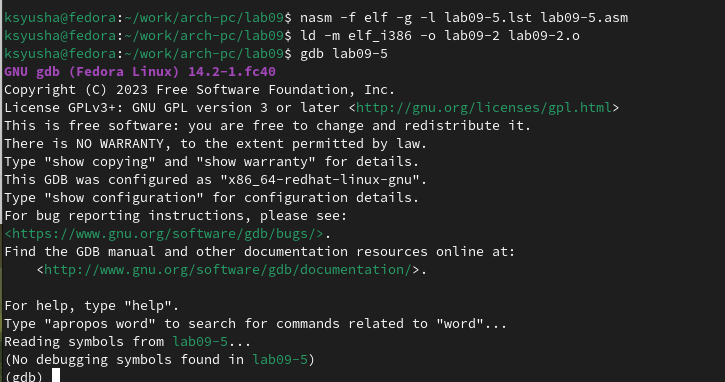 ksyusha@fedora:~/work/arch-pc/lab09$ nasm -f elf -g -l lab09-5.lst lab09-5.asm
ksyusha@fedora:~/work/arch-pc/lab09$ ld -m elf_i386 -o lab09-2 lab09-2.o
ksyusha@fedora:~/work/arch-pc/lab09$ gdb lab09-5
GNU gdb (Fedora Linux) 14.2-1.fc40
Copyright (C) 2023 Free Software Foundation, Inc.
License GPLv3+: GNU GPL version 3 or later <http://gnu.org/licenses/gpl.html>
This is free software: you are free to change and redistribute it.
There is NO WARRANTY, to the extent permitted by law.
Type "show copying" and "show warranty" for details.
This GDB was configured as "x86_64-redhat-linux-gnu".
Type "show configuration" for configuration details.
For bug reporting instructions, please see:
<https://www.gnu.org/software/gdb/bugs/>.
Find the GDB manual and other documentation resources online at:
    <http://www.gnu.org/software/gdb/documentation/>.

For help, type "help".
Type "apropos word" to search for commands related to "word"...
Reading symbols from lab09-5...
(No debugging symbols found in lab09-5)
(gdb)